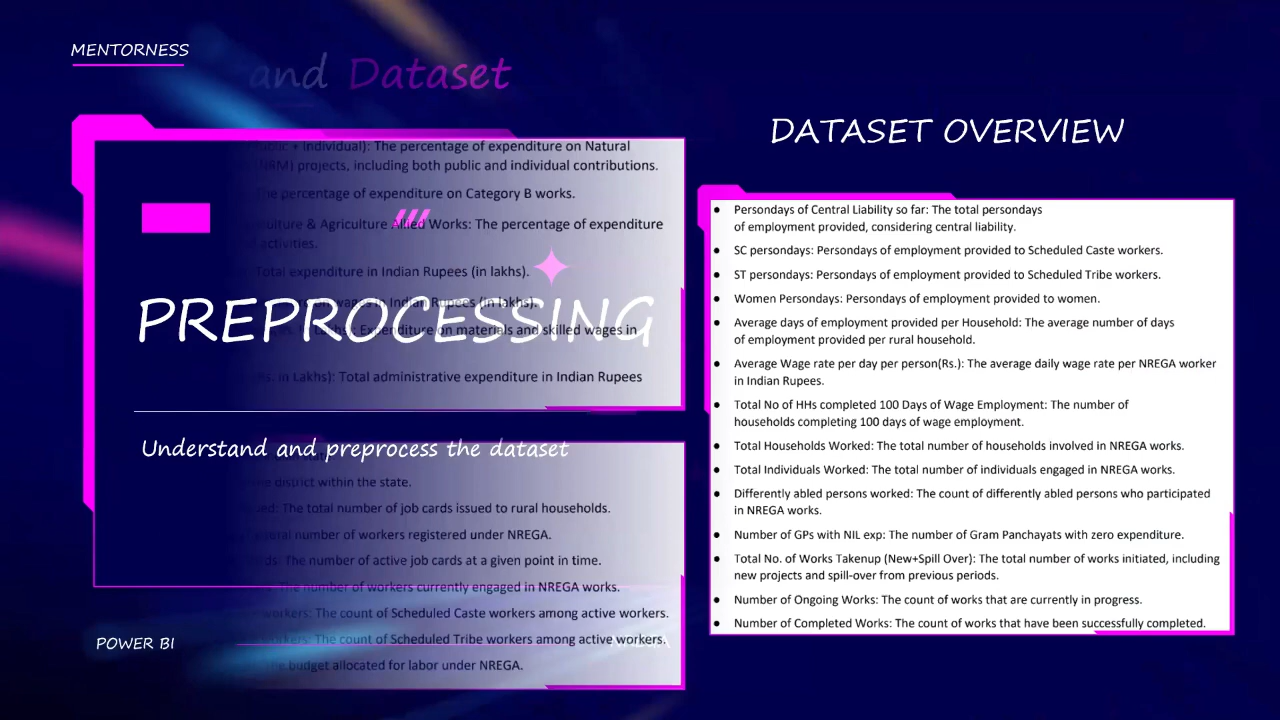 MENTORNESS
and Dataset
+ Individual): The percentage of expenditure on Natural
projects, including both public and individual contributions.
The percentage of expenditure on Category B works.
& Agriculture Allied Works: The percentage of expenditure
activities.
Total expenditure in Indian Rupees (in lakhs).
wages in Indian Rupees (in lakhs).
PREPROCESSING
Expenditure on materials and skilled wages in
in Lakhs): Total administrative expenditure in Indian Rupees
Understand and preprocess the dataset
district within the state.
The total number of job cards issued to rural households.
number of workers registered under NREGA.
The number of active job cards at a given point in time.
The number of workers currently engaged in NREGA works.
The count of Scheduled Caste workers among active workers.
The count of Scheduled Tribe workers among active workers.
budget allocated for labor under NREGA.
POWER BI
DATASET OVERVIEW
● Persondays of Central Liability so far: The total persondays
of employment provided, considering central liability.
● SC persondays: Persondays of employment provided to Scheduled Caste workers.
● ST persondays: Persondays of employment provided to Scheduled Tribe workers.
● Women Persondays: Persondays of employment provided to women.
● Average days of employment provided per Household: The average number of days
of employment provided per rural household.
● Average Wage rate per day per person(Rs.): The average daily wage rate per NREGA worker
in Indian Rupees.
● Total No of HHs completed 100 Days of Wage Employment: The number of
households completing 100 days of wage employment.
● Total Households Worked: The total number of households involved in NREGA works.
● Total Individuals Worked: The total number of individuals engaged in NREGA works.
● Differently abled persons worked: The count of differently abled persons who participated
in NREGA works.
● Number of GPs with NIL exp: The number of Gram Panchayats with zero expenditure.
● Total No. of Works Takenup (New+Spill Over): The total number of works initiated, including
new projects and spill-over from previous periods.
● Number of Ongoing Works: The count of works that are currently in progress.
● Number of Completed Works: The count of works that have been successfully completed.